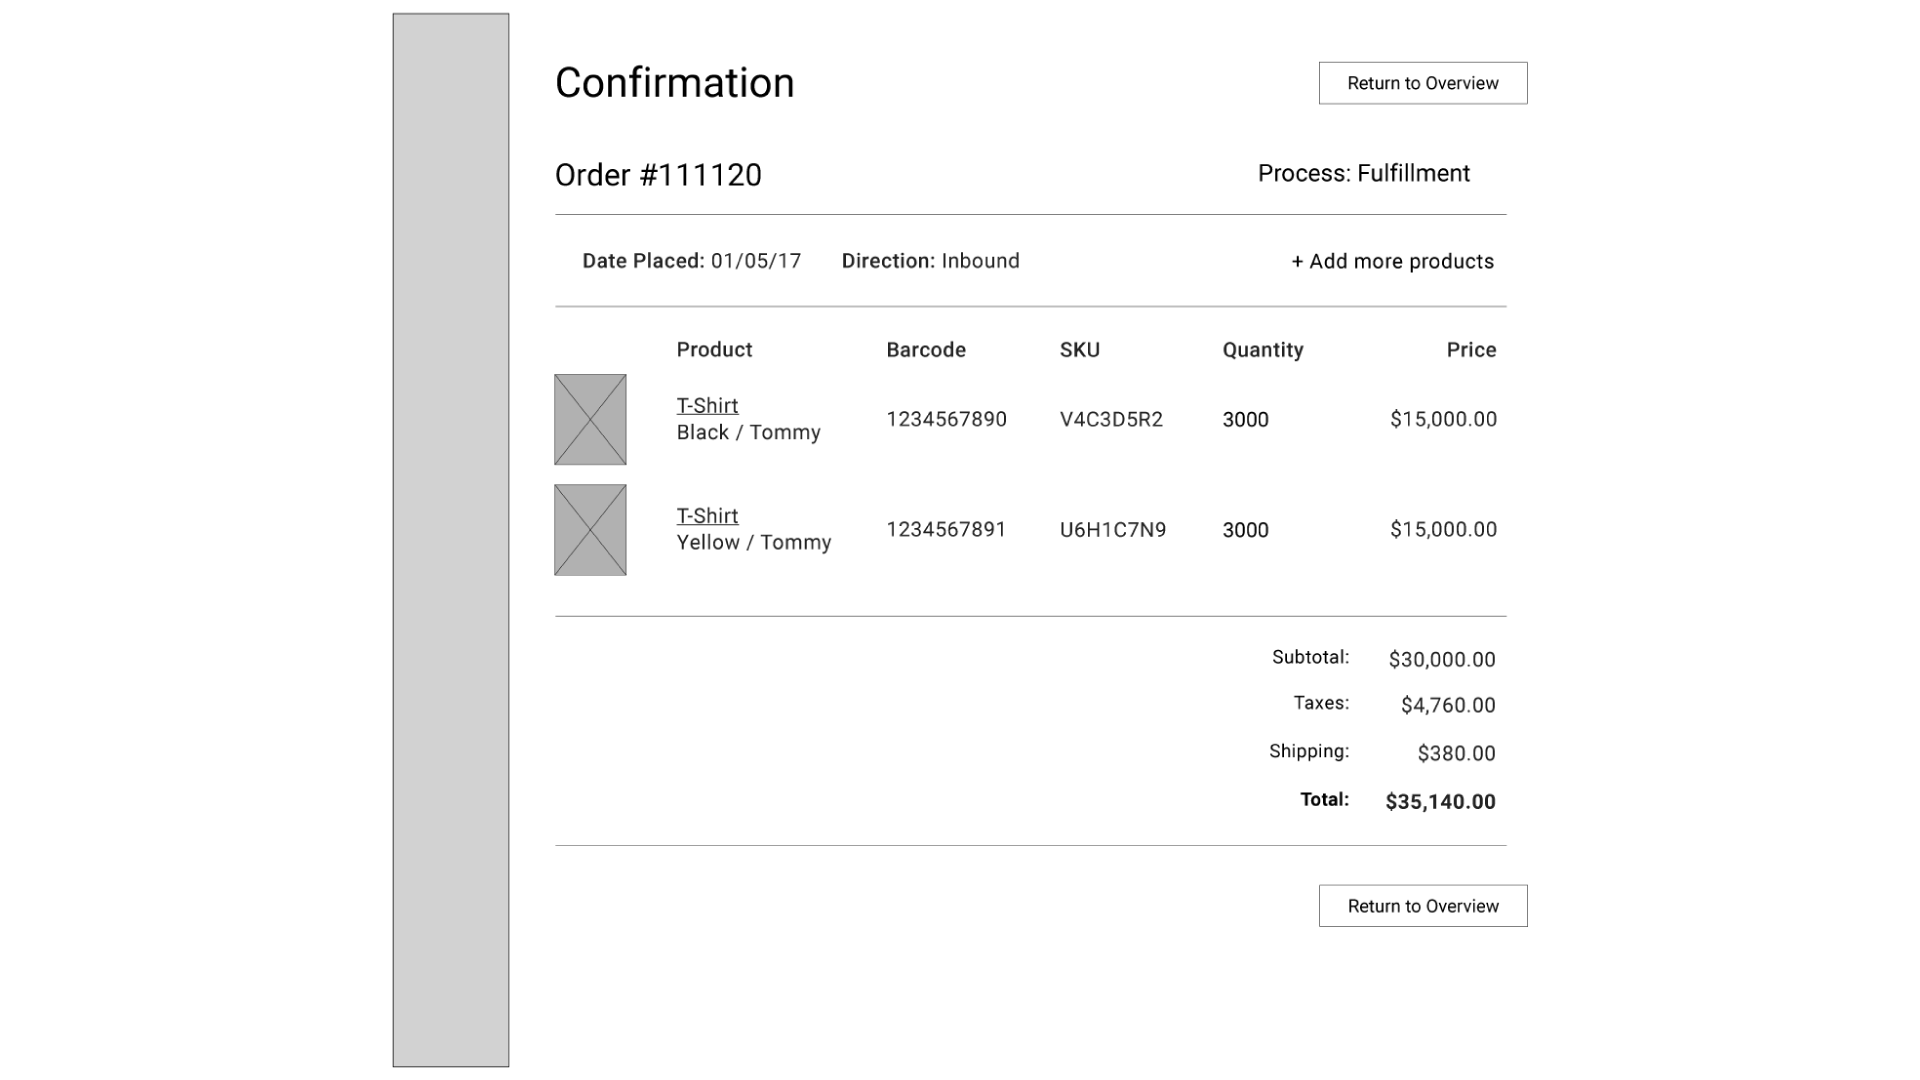 Confirmation
Return to Overview
Order #111120
Process: Fulfillment
Date Placed: 01/05/17 Direction: Inbound + Add more products
Product Barcode SKU Quantity Price
T-Shirt
Black / Tommy
1234567890 V4C3D5R2 3000 $15,000.00
T-Shirt
Yellow / Tommy
1234567891 U6H1C7N9 3000 $15,000.00
Subtotal: $30,000.00
Taxes: $4,760.00
Shipping: $380.00
Total: $35,140.00
Return to Overview